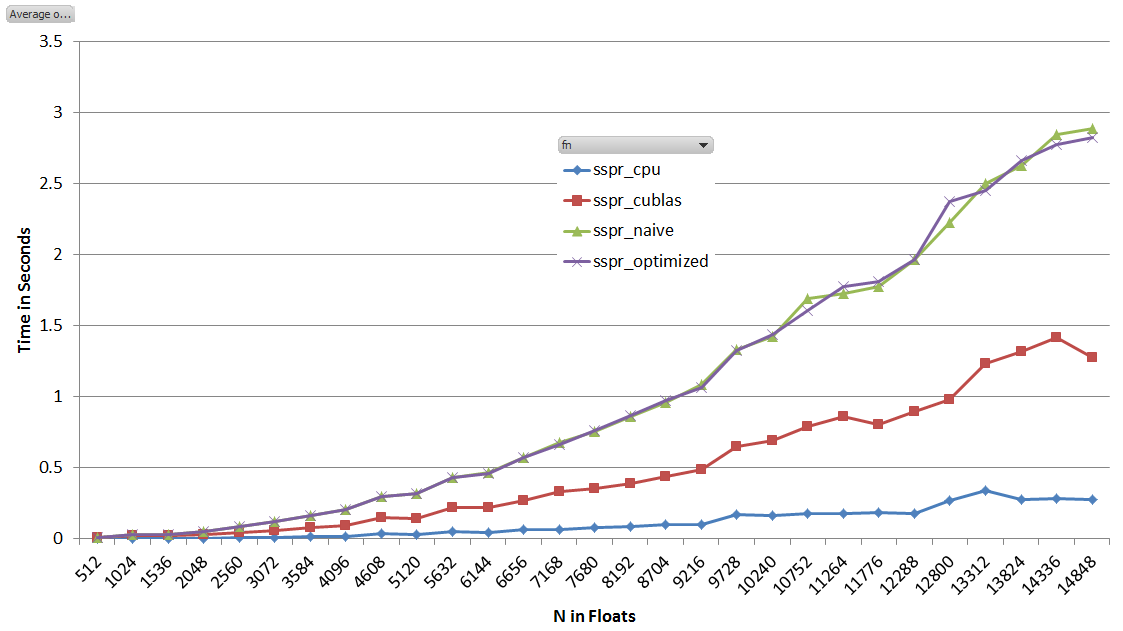 Average o...
3.5
3
2.5
2
1.5
1
0.5
0
Time in Seconds
fn
sspr_cpu
sspr_cublas
sspr_naive
sspr_optimized
512 1024 1536 2048 2560 3072 3584 4096 4608 5120 5632 6144 6656 7168 7680 8192 8704 9216 9728 10240 10752 11264 11776 12288 12800 13312 13824 14336 14848
N in Floats